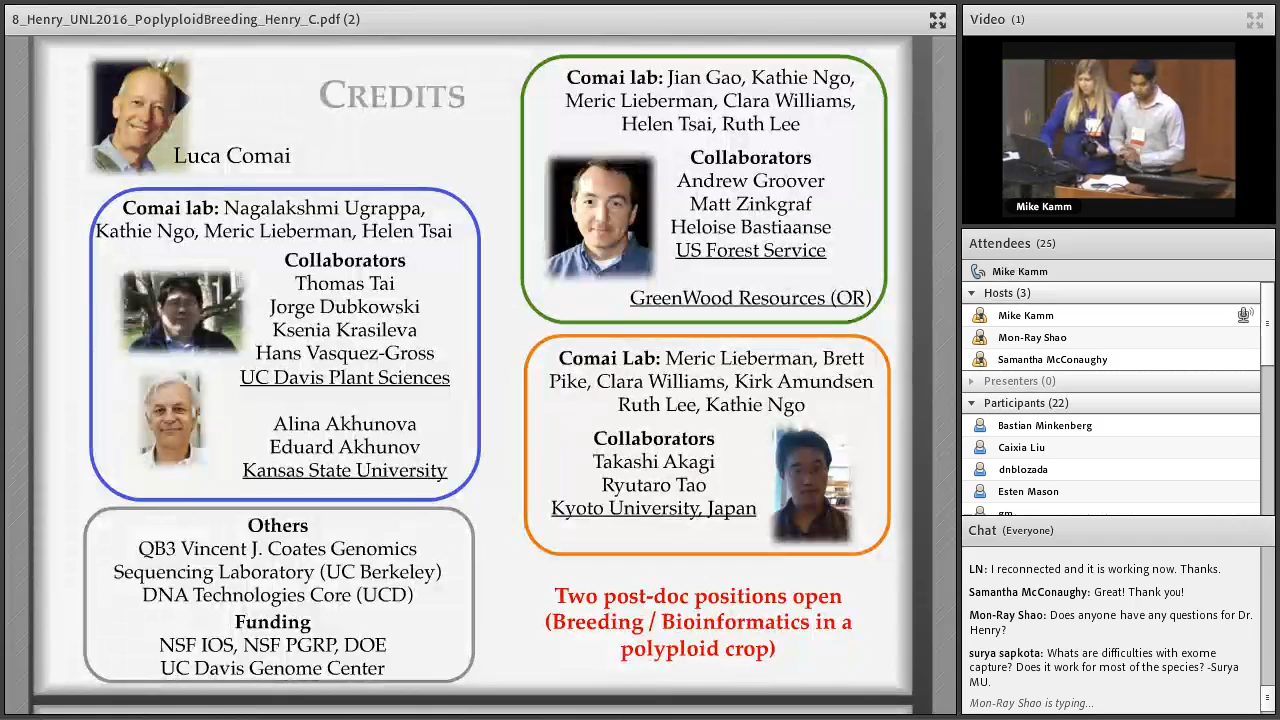 8_Henry_UNL2016_PoplyploidBreeding_Henry_C.pdf (2)
CREDITS
Luca Comai
Comai lab: Nagalakshmi Ugrappa,
Kathie Ngo, Meric Lieberman, Helen Tsai
Collaborators
Thomas Tai
Jorge Dubkowski
Ksenia Krasileva
Hans Vasquez-Gross
UC Davis Plant Sciences
Alina Akhunova
Eduard Akhunov
Kansas State University
Others
QB3 Vincent J. Coates Genomics
Sequencing Laboratory (UC Berkeley)
DNA Technologies Core (UCD)
Funding
NSF IOS, NSF PGRP, DOE
UC Davis Genome Center
Comai lab: Jian Gao, Kathie Ngo,
Meric Lieberman, Clara Williams,
Helen Tsai, Ruth Lee
Collaborators
Andrew Groover
Matt Zinkgraf
Heloise Bastiaanse
US Forest Service
GreenWood Resources (OR)
Comai Lab: Meric Lieberman, Brett
Pike, Clara Williams, Kirk Amundsen
Ruth Lee, Kathie Ngo
Collaborators
Takashi Akagi
Ryutaro Tao
Kyoto University, Japan
Two post-doc positions open
(Breeding / Bioinformatics in a
polyploid crop)
Video (1)
Mike Kamm
Attendees (25)
Mike Kamm
Hosts (3)
Mike Kamm
Mon-Ray Shao
Samantha McConaughy
Presenters (0)
Participants (22)
Bastian Minkenberg
Caixia Liu
dnblozada
Esten Mason
gm
Chat (Everyone)
LN: I reconnected and it is working now. Thanks.
Samantha McConaughy: Great! Thank you!
Mon-Ray Shao: Does anyone have any questions for Dr.
Henry?
surya sapkota: Whats are difficulties with exome
capture? Does it work for most of the species? -Surya
MU.
Mon-Ray Shao is typing...